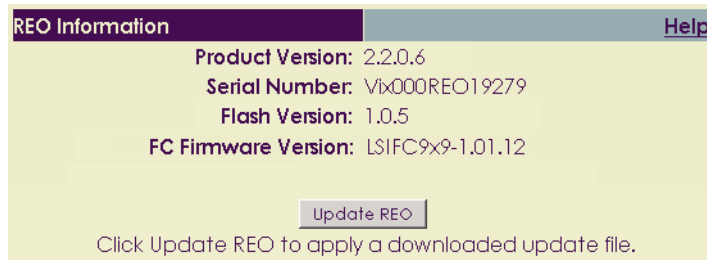 REO Information Help
Product Version: 2.2.0.6
Serial Number: Vix000REO19279
Flash Version: 1.0.5
FC Firmware Version: LSIFC9x9-1.01.12
Update REO
Click Update REO to apply a downloaded update file.